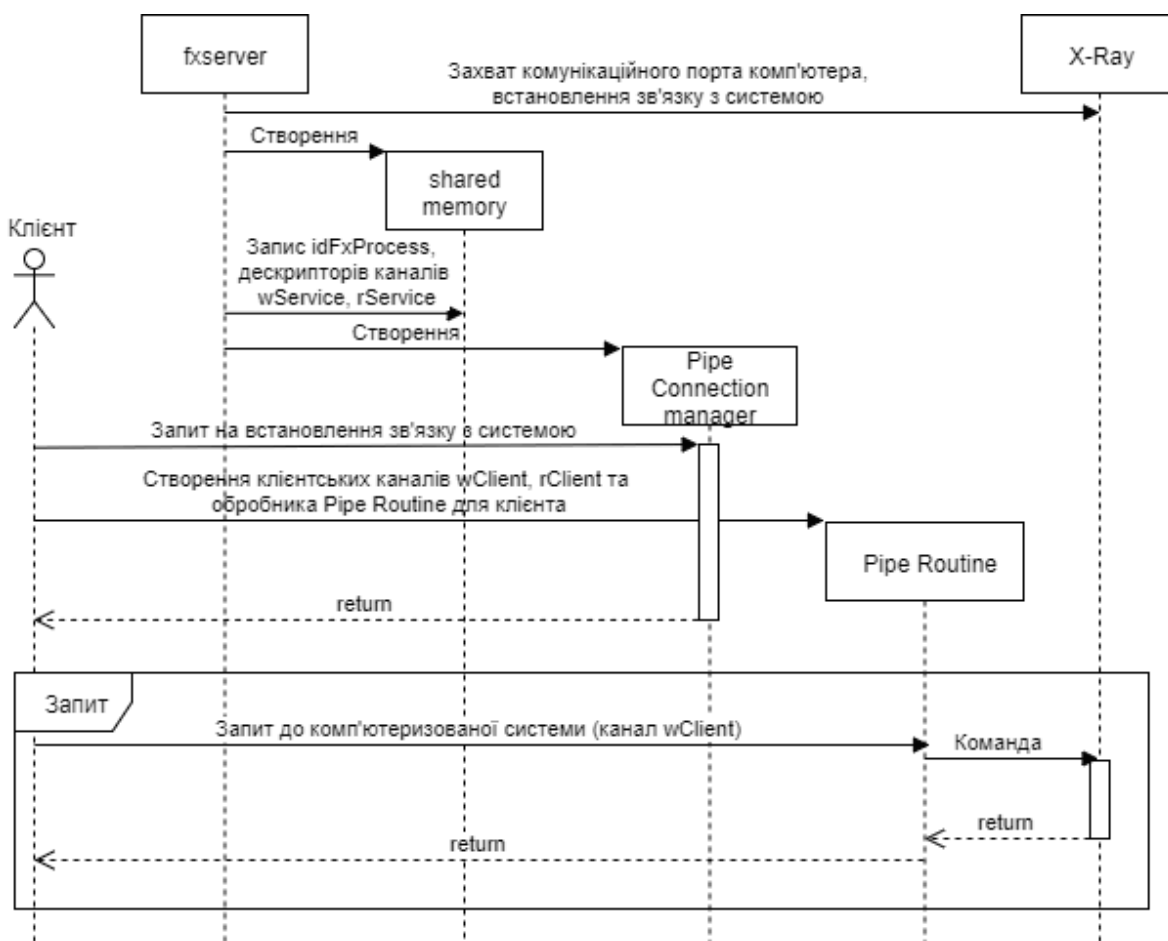 fxserver
X-Ray
Захват комунікаційного порта комп'ютера,
встановлення зв'язку з системою
Створення
shared
memory
Клієнт
Запис idFxProcess,
дескрипторів каналів
wService, rService
Створення
Pipe
Connection
manager
Запит на встановлення зв'язку з системою
Створення клієнтських каналів wClient, rClient та
обробника Pipe Routine для клієнта
Pipe Routine
return
Запит
Запит до комп'ютеризованої системи (канал wClient)
Команда
return
return